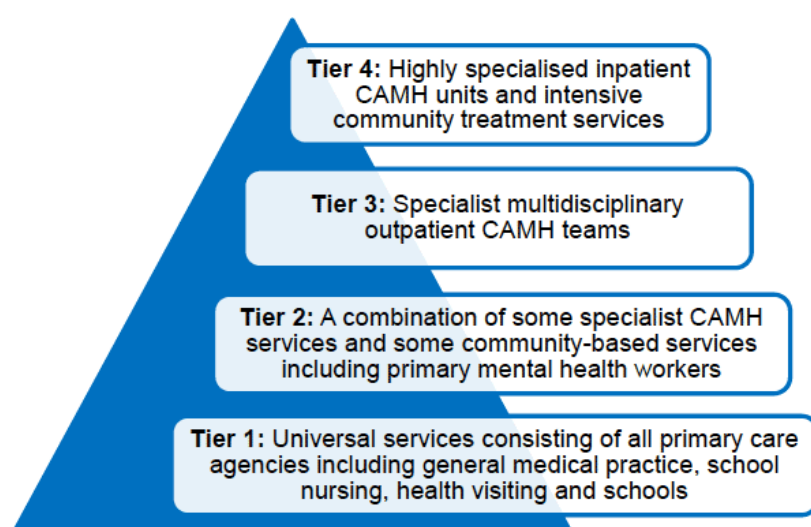 Tier 4: Highly specialised inpatient
CAMH units and intensive
community treatment services
Tier 3: Specialist multidisciplinary
outpatient CAMH teams
Tier 2: A combination of some specialist CAMH
services and some community-based services
including primary mental health workers
Tier 1: Universal services consisting of all primary care
agencies including general medical practice, school
nursing, health visiting and schools